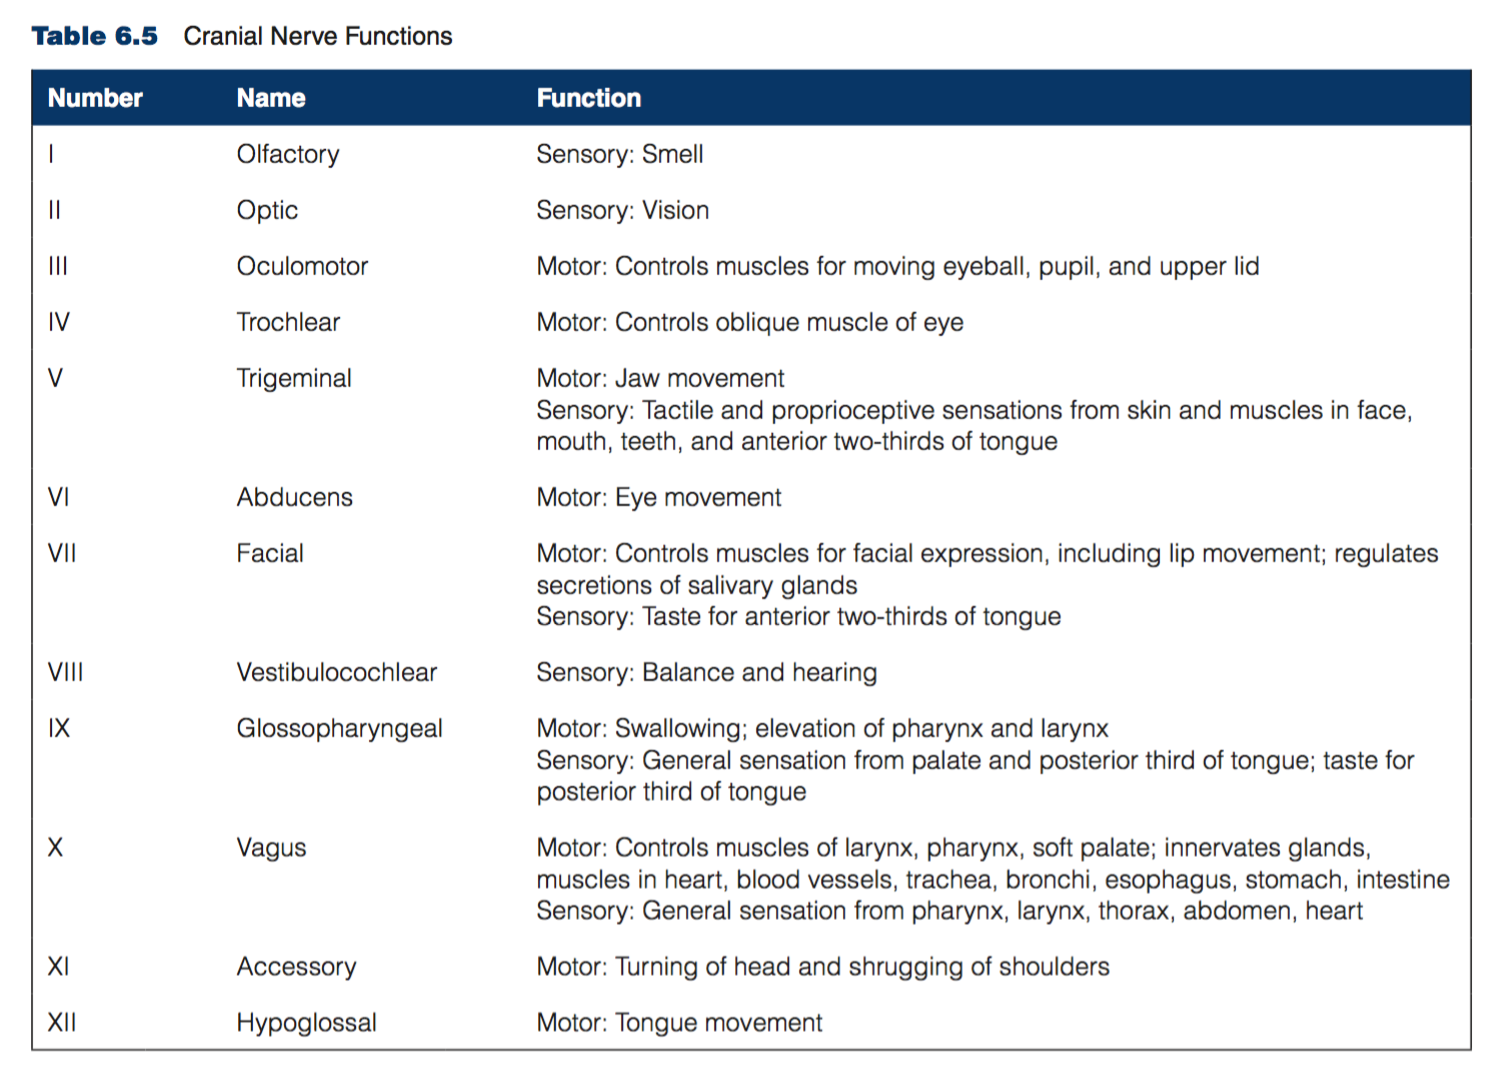 Table 6.5 Cranial Nerve Functions
Number Name Function
I Olfactory Sensory: Smell
II Optic Sensory: Vision
III Oculomotor Motor: Controls muscles for moving eyeball, pupil, and upper lid
IV Trochlear Motor: Controls oblique muscle of eye
V Trigeminal Motor: Jaw movement
Sensory: Tactile and proprioceptive sensations from skin and muscles in face,
mouth, teeth, and anterior two-thirds of tongue
VI Abducens Motor: Eye movement
VII Facial Motor: Controls muscles for facial expression, including lip movement; regulates
secretions of salivary glands
Sensory: Taste for anterior two-thirds of tongue
VIII Vestibulocochlear Sensory: Balance and hearing
IX Glossopharyngeal Motor: Swallowing; elevation of pharynx and larynx
Sensory: General sensation from palate and posterior third of tongue; taste for
posterior third of tongue
X Vagus Motor: Controls muscles of larynx, pharynx, soft palate; innervates glands,
muscles in heart, blood vessels, trachea, bronchi, esophagus, stomach, intestine
Sensory: General sensation from pharynx, larynx, thorax, abdomen, heart
XI Accessory Motor: Turning of head and shrugging of shoulders
XII Hypoglossal Motor: Tongue movement